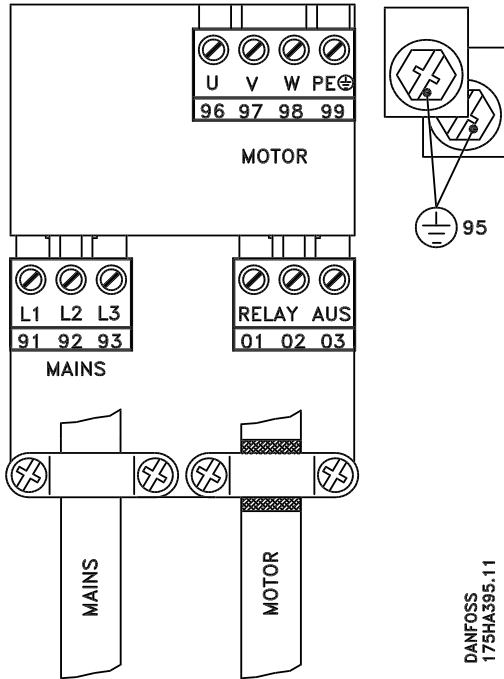 U V W PE
96 97 98 99
MOTOR
95
L1 L2 L3
91 92 93
MAINS
RELAY AUS
01 02 03
MAINS
MOTOR
DANFOSS
175HA395.11